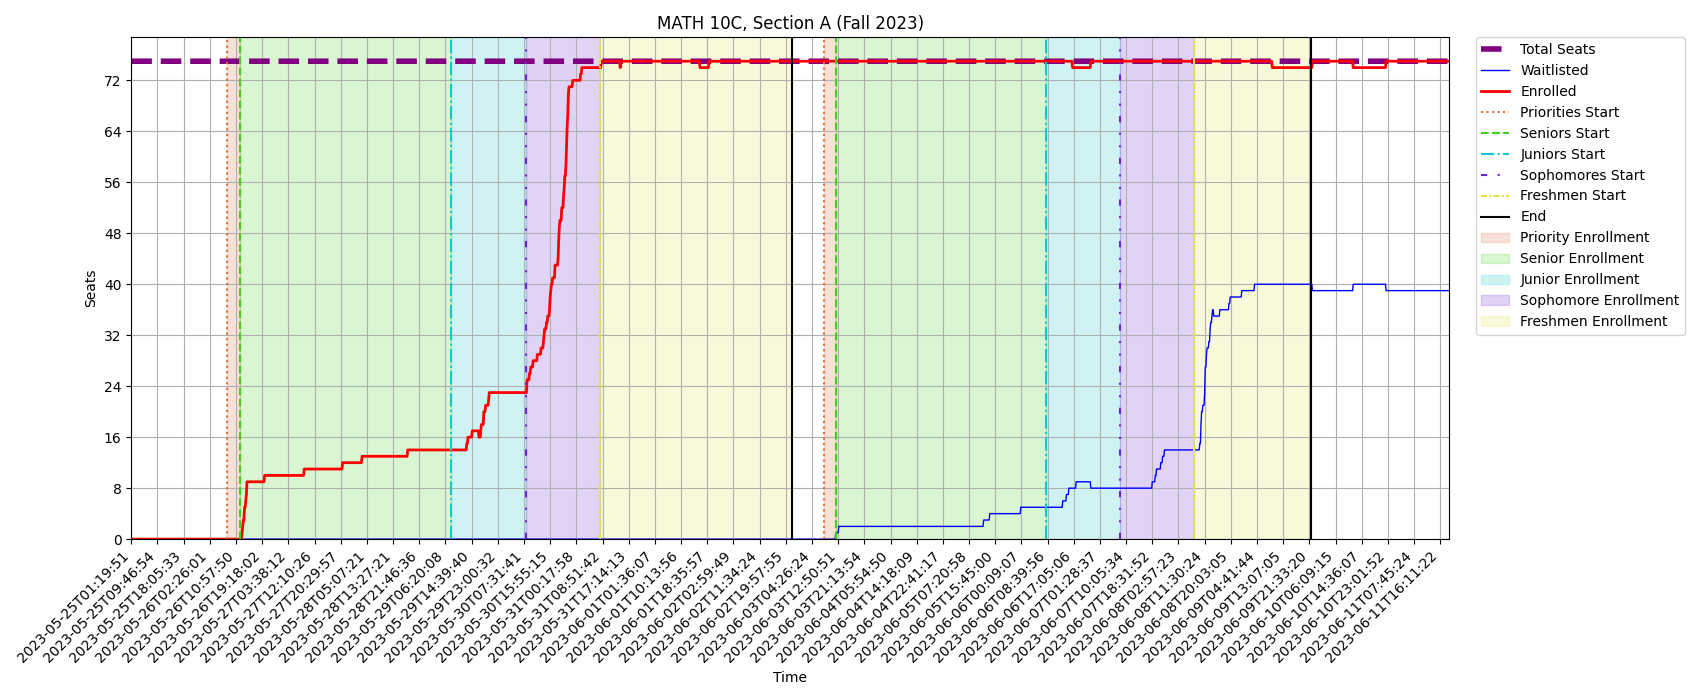 MATH 10C, Section A (Fall 2023)
Total Seats
Waitlisted
Enrolled
Priorities Start
Seniors Start
Juniors Start
Sophomores Start
Freshmen Start
End
Priority Enrollment
Senior Enrollment
Junior Enrollment
Sophomore Enrollment
Freshmen Enrollment
Seats
72
64
56
48
40
32
24
16
8
0
2023-05-25T01:19:51
2023-05-25T09:46:54
2023-05-25T18:05:33
2023-05-26T02:26:01
2023-05-26T10:57:50
2023-05-26T19:18:02
2023-05-27T03:38:12
2023-05-27T12:10:26
2023-05-27T20:29:57
2023-05-28T05:07:21
2023-05-28T13:27:21
2023-05-28T21:46:36
2023-05-29T06:20:08
2023-05-29T14:39:40
2023-05-29T23:00:32
2023-05-30T07:31:41
2023-05-30T15:55:15
2023-05-31T00:17:58
2023-05-31T08:51:42
2023-05-31T17:14:13
2023-06-01T01:36:07
2023-06-01T10:13:56
2023-06-01T18:35:57
2023-06-02T02:59:49
2023-06-02T11:34:24
2023-06-02T19:57:55
2023-06-03T04:26:24
2023-06-03T12:50:51
2023-06-03T21:13:54
2023-06-04T05:54:50
2023-06-04T14:18:09
2023-06-04T22:41:17
2023-06-05T07:20:58
2023-06-05T15:45:00
2023-06-06T00:09:07
2023-06-06T08:39:56
2023-06-06T17:05:06
2023-06-07T01:28:37
2023-06-07T10:05:34
2023-06-07T18:31:52
2023-06-08T02:57:23
2023-06-08T11:30:24
2023-06-08T20:03:05
2023-06-09T04:41:44
2023-06-09T13:07:05
2023-06-09T21:33:20
2023-06-10T06:09:15
2023-06-10T14:36:07
2023-06-10T23:01:52
2023-06-11T07:45:24
2023-06-11T16:11:22
Time